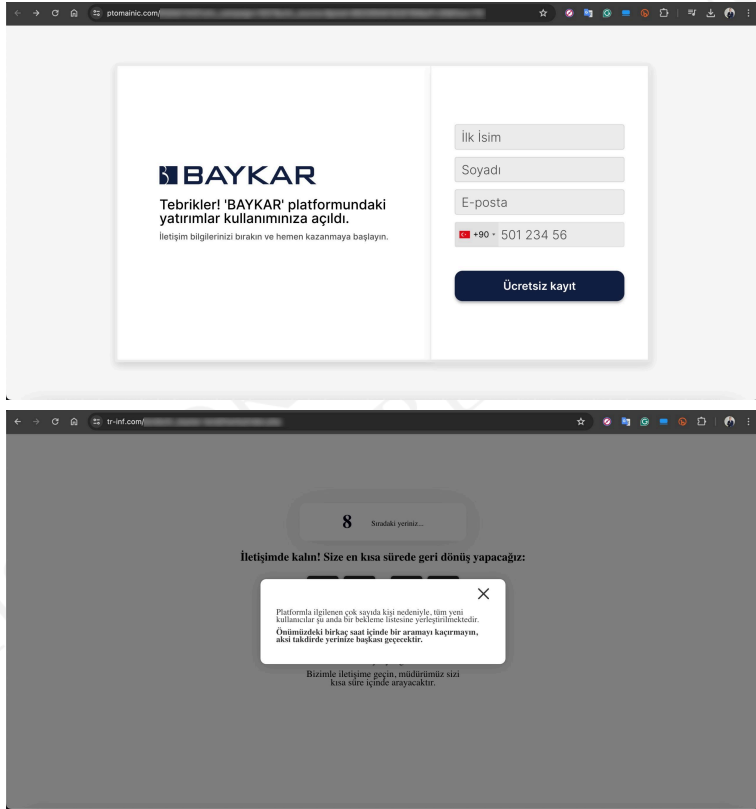 ptomainic.com/
BAYKAR
Tebrikler! 'BAYKAR' platformundaki
yatırımlar kullanımınıza açıldı.
İletişim bilgilerinizi bırakın ve hemen kazanmaya başlayın.
İlk İsim
Soyadı
E-posta
+90 501 234 56
Ücretsiz kayıt
tr-inf.com/
8 Sıradaki yeriniz...
İletişimde kalın! Size en kısa sürede geri dönüş yapacağız:
Platformla ilgilenen çok sayıda kişi nedeniyle, tüm yeni
kullanıcılar şu anda bir bekleme listesine yerleştirilmektedir.
Önümüzdeki birkaç saat içinde bir aramayı kaçırmayın,
aksi takdirde yerinize başkası geçecektir.
Bizimle iletişime geçin, müdürümüz sizi
kısa süre içinde arayacaktır.